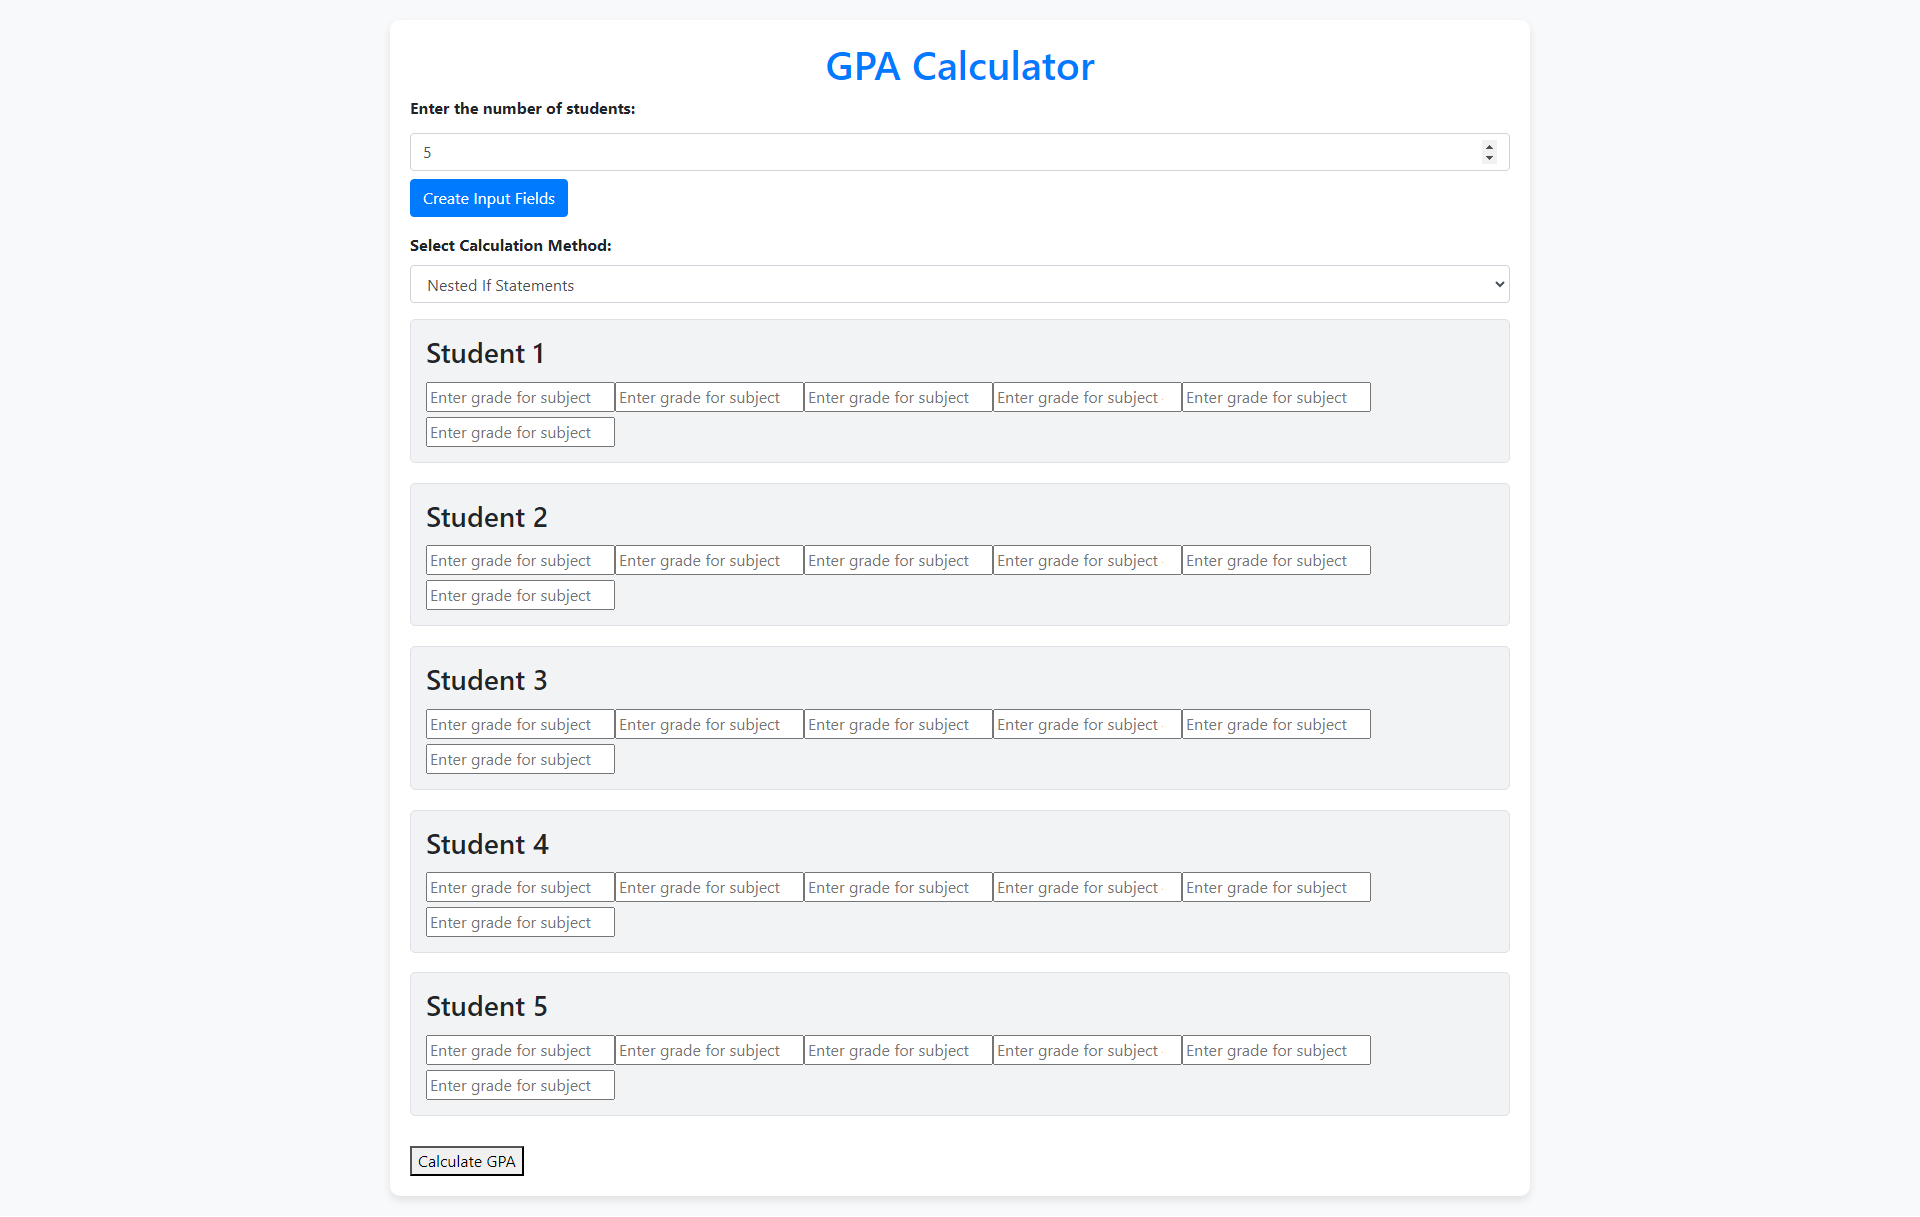 GPA Calculator
Enter the number of students:
5
Create Input Fields
Select Calculation Method:
Nested If Statements
Student 1
Enter grade for subject Enter grade for subject Enter grade for subject Enter grade for subject Enter grade for subject
Enter grade for subject
Student 2
Enter grade for subject Enter grade for subject Enter grade for subject Enter grade for subject Enter grade for subject
Enter grade for subject
Student 3
Enter grade for subject Enter grade for subject Enter grade for subject Enter grade for subject Enter grade for subject
Enter grade for subject
Student 4
Enter grade for subject Enter grade for subject Enter grade for subject Enter grade for subject Enter grade for subject
Enter grade for subject
Student 5
Enter grade for subject Enter grade for subject Enter grade for subject Enter grade for subject Enter grade for subject
Enter grade for subject
Calculate GPA